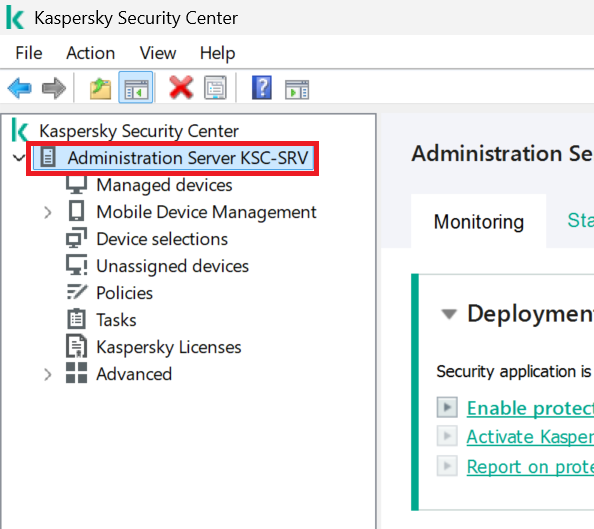 Kaspersky Security Center
File Action View Help
Kaspersky Security Center
Administration Server KSC-SRV
Managed devices
Mobile Device Management
Device selections
Unassigned devices
Policies
Tasks
Kaspersky Licenses
Advanced
Administration Se
Monitoring Sta
Deploymen
Security application is
Enable protec
Activate Kasper
Report on prote